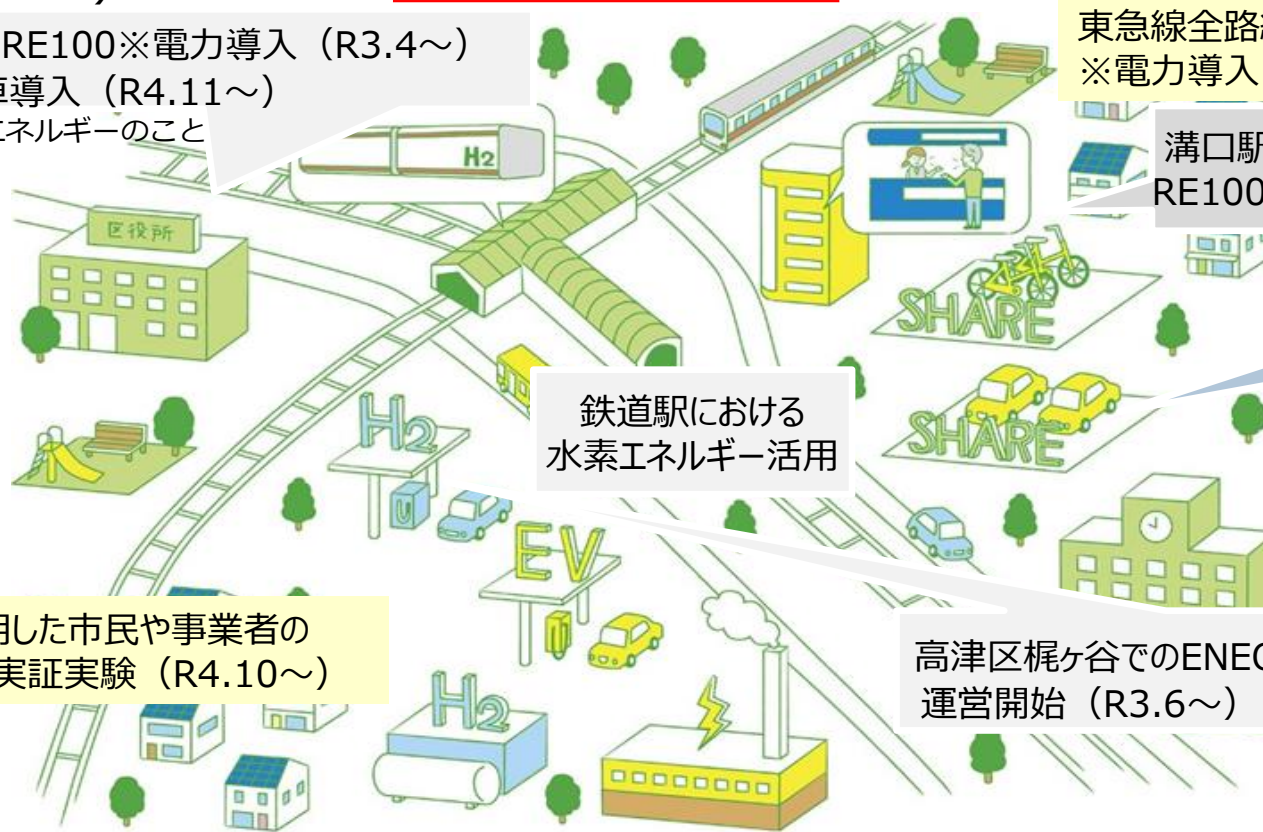 RE100※電力導入（R3.4～）
車導入（R4.11～）
エネルギーのこと
東急線全路線
※電力導入
溝口駅
RE100
区役所
H2
SHARE
SHARE
鉄道駅における
水素エネルギー活用
H2
EV
用した市民や事業者の
実証実験（R4.10～）
高津区梶ヶ谷でのENEO
運営開始（R3.6～）
H2